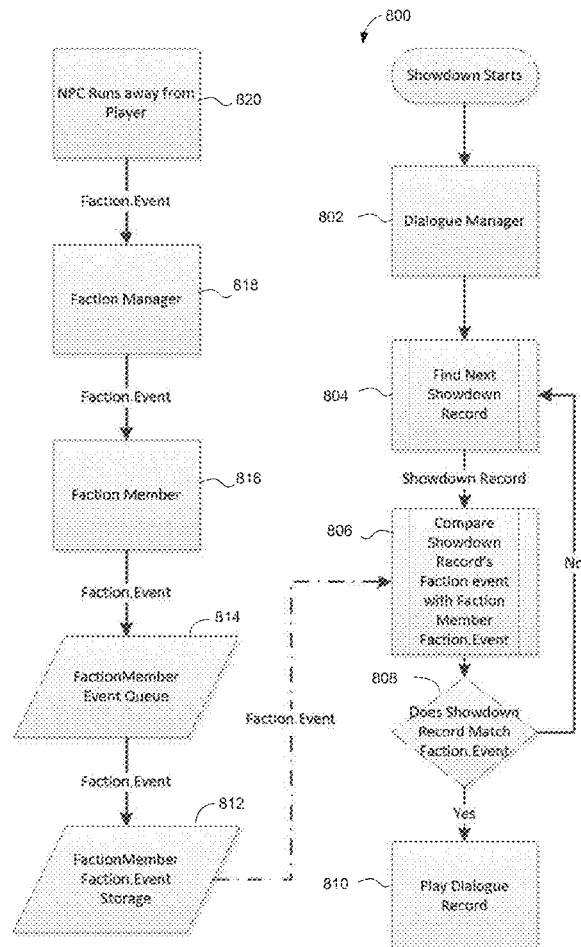 800
NPC Runs away from
Player
820
Faction.Event
Faction Manager
818
Faction.Event
Faction Member
816
Faction.Event
814
FactionMember
Event Queue
Faction.Event
812
FactionMember
Faction.Event
Storage
Faction.Event
Showdown Starts
802
Dialogue Manager
804
Find Next
Showdown
Record
Showdown Record
806
Compare
Showdown
Record's
Faction event
with Faction
Member
Faction.Event
No
808
Does Showdown
Record Match
Faction.Event
Yes
810
Play Dialogue
Record